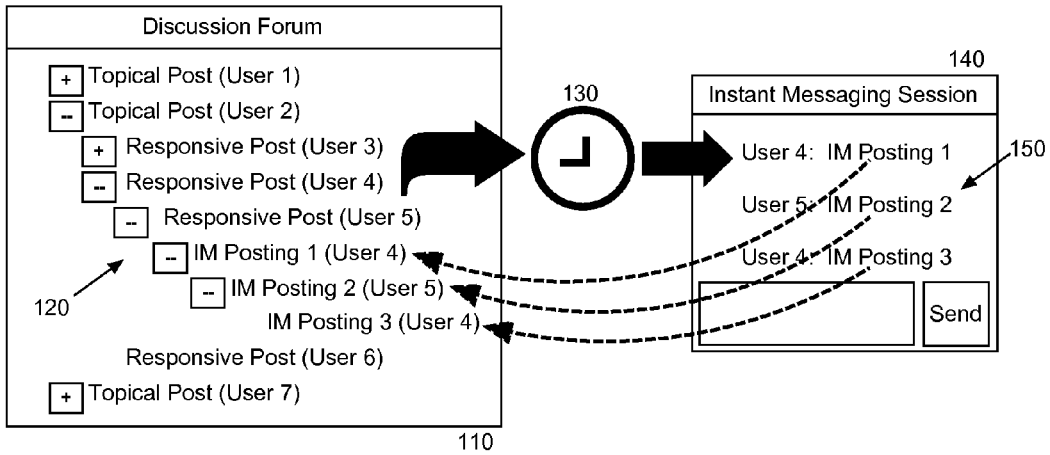 Discussion Forum
+ Topical Post (User 1)
-- Topical Post (User 2)
+ Responsive Post (User 3)
-- Responsive Post (User 4)
-- Responsive Post (User 5)
-- IM Posting 1 (User 4)
-- IM Posting 2 (User 5)
IM Posting 3 (User 4)
Responsive Post (User 6)
+ Topical Post (User 7)
120
110
130
140
Instant Messaging Session
User 4: IM Posting 1
User 5: IM Posting 2
User 4: IM Posting 3
150
Send